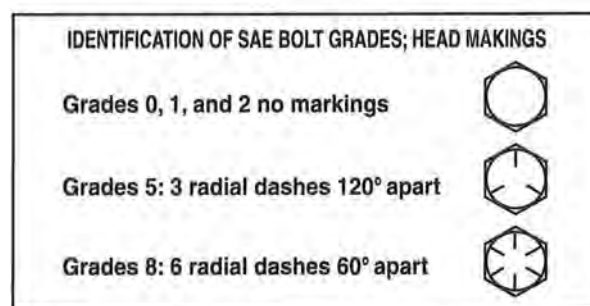 IDENTIFICATION OF SAE BOLT GRADES; HEAD MAKINGS
Grades 0, 1, and 2 no markings
Grades 5: 3 radial dashes 120° apart
Grades 8: 6 radial dashes 60° apart